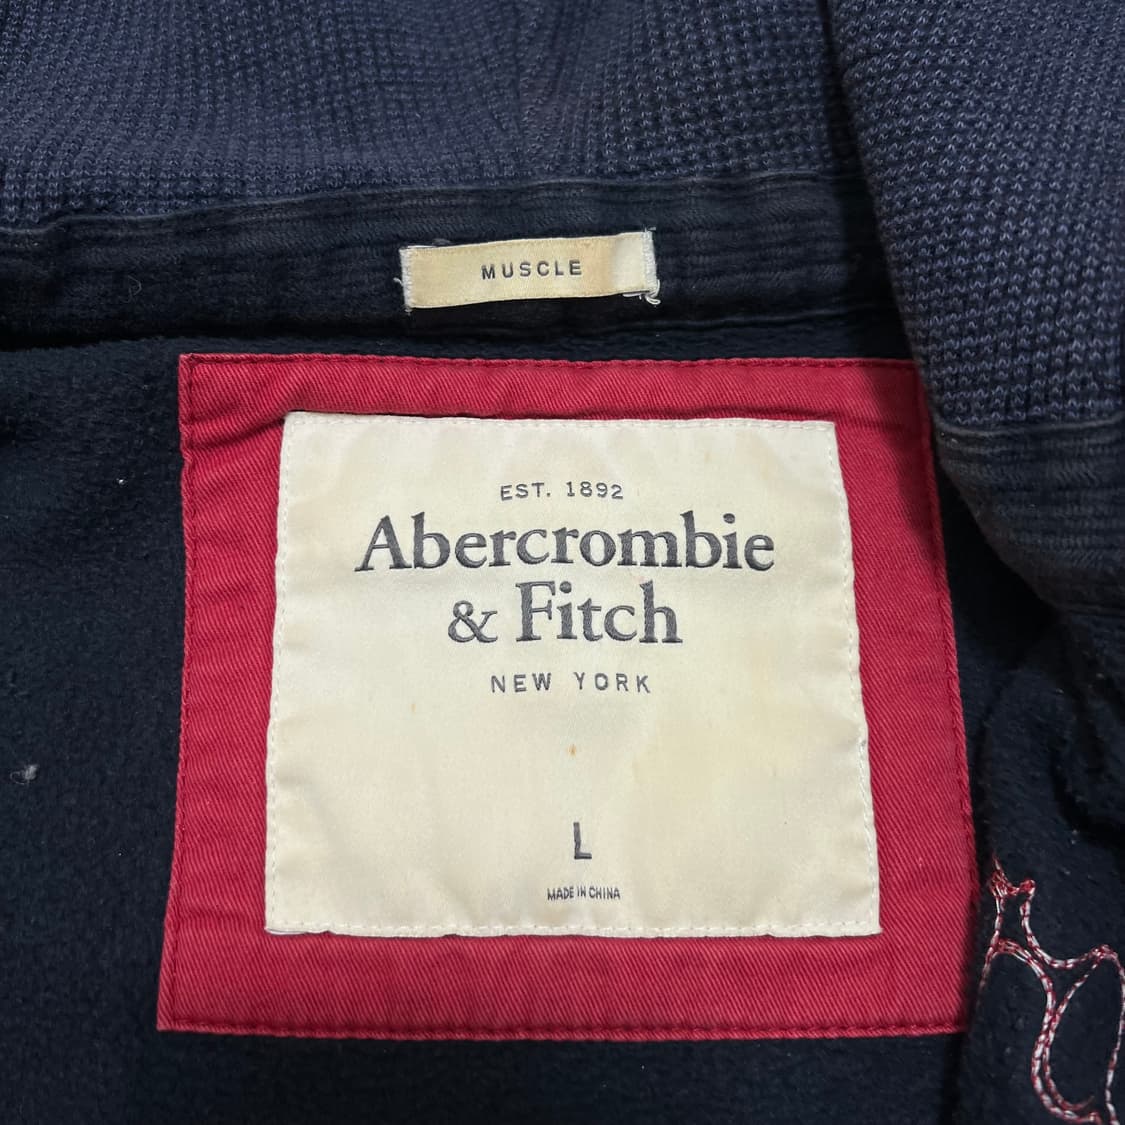 MUSCLE
EST. 1892
Abercrombie
& Fitch
NEW YORK
L
MADE IN CHINA